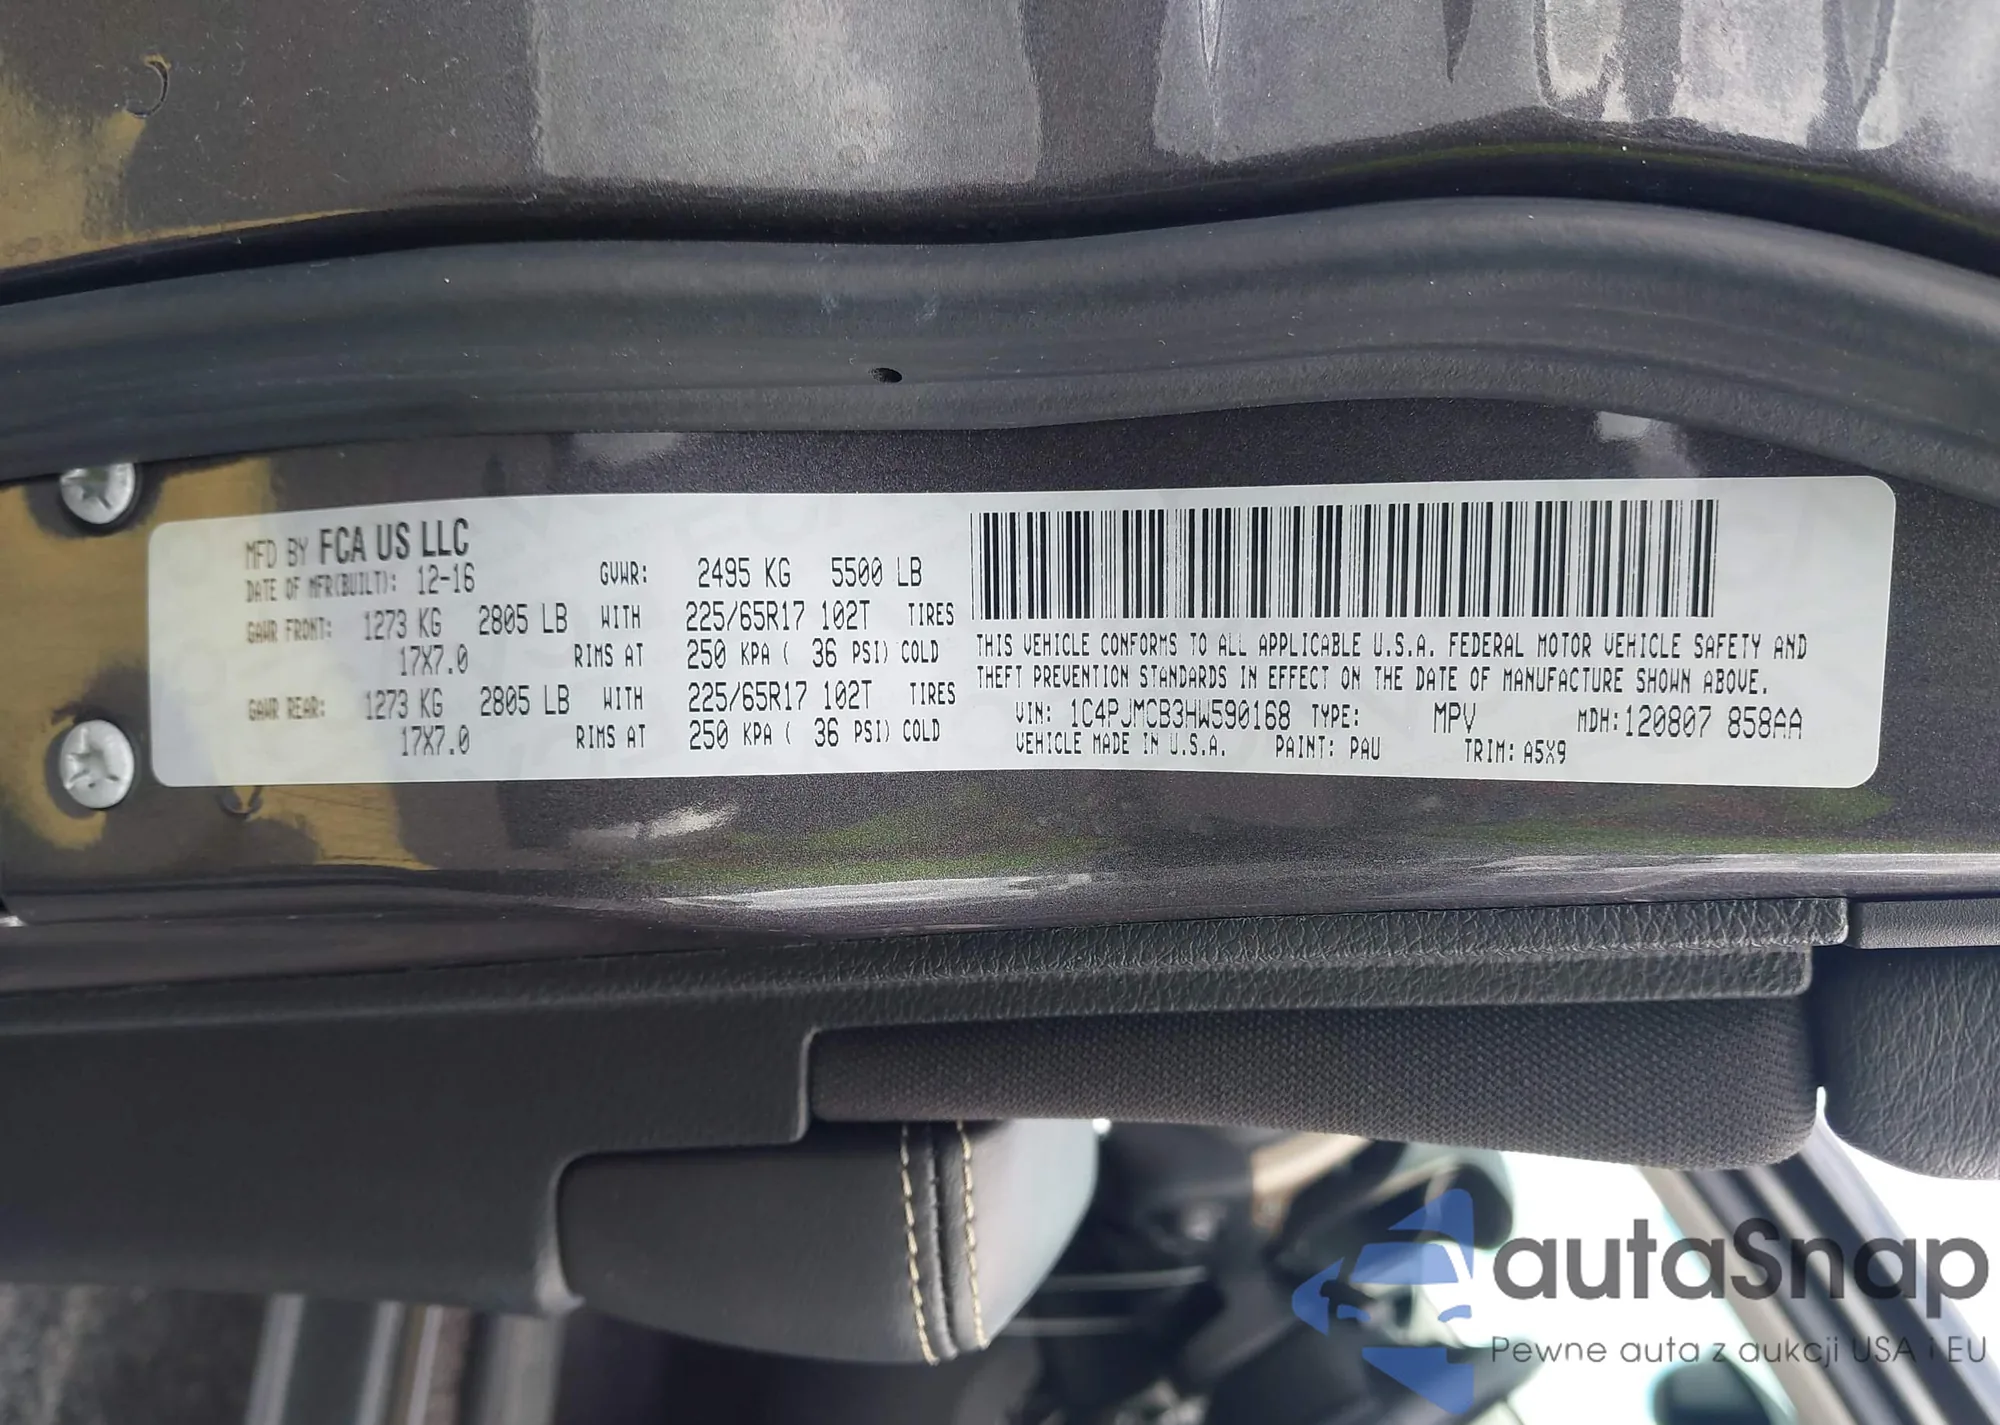 MFD BY FCA US LLC
DATE OF MFR(BUILT): 12-16 GVWR: 2495 KG 5500 LB
GAWR FRONT: 1273 KG 2805 LB WITH 225/65R17 102T TIRES
17X7.0 RIMS AT 250 KPA ( 36 PSI) COLD
GAWR REAR: 1273 KG 2805 LB WITH 225/65R17 102T TIRES
17X7.0 RIMS AT 250 KPA ( 36 PSI) COLD
THIS VEHICLE CONFORMS TO ALL APPLICABLE U.S.A. FEDERAL MOTOR VEHICLE SAFETY AND
THEFT PREVENTION STANDARDS IN EFFECT ON THE DATE OF MANUFACTURE SHOWN ABOVE.
VIN: 1C4PJMCB3HW590168 TYPE: MPV MDH: 120807 858AA
VEHICLE MADE IN U.S.A. PAINT: PAU TRIM: A5X9
autaSnap
Pewne auta z aukcji USA i EU